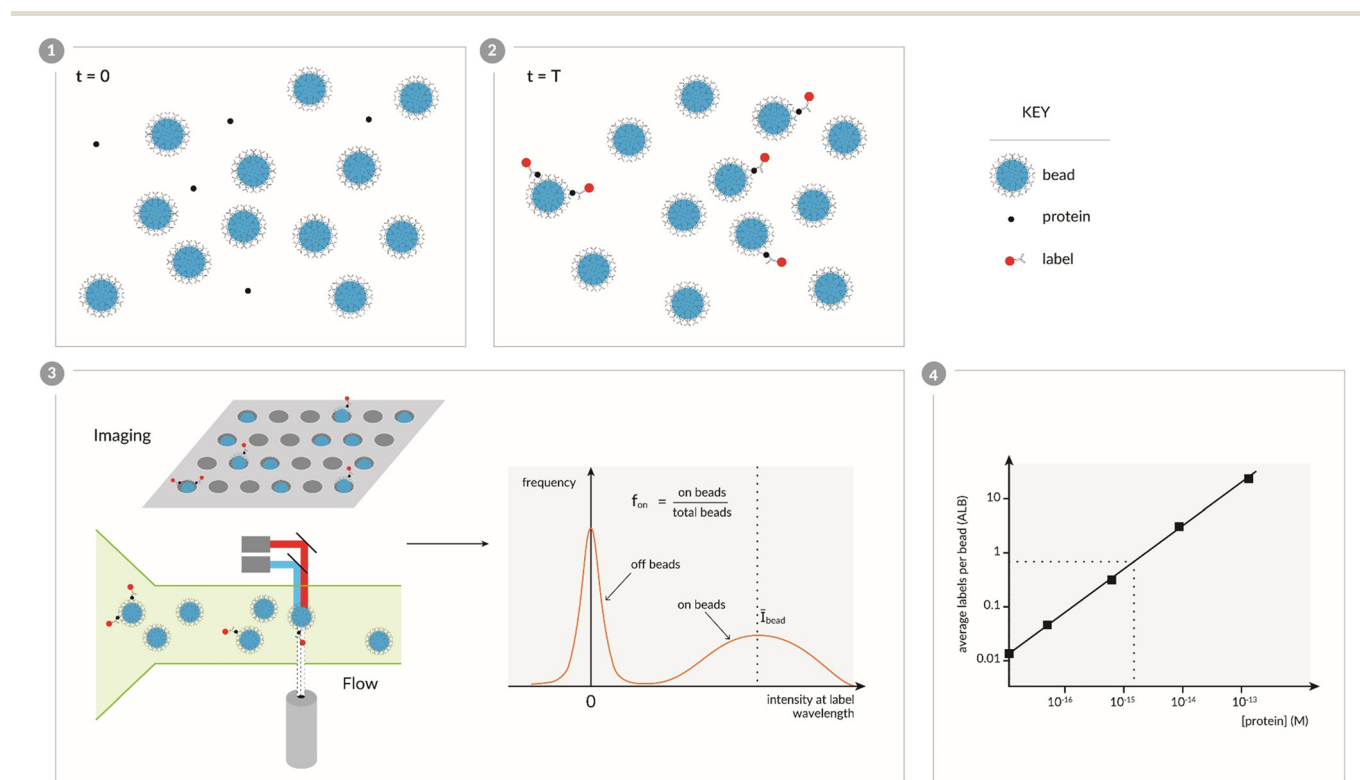 1
t = 0
2
t = T
KEY
bead
protein
label
3
Imaging
Flow
frequency
f_on = on beads / total beads
off beads
on beads
Ī_bead
0
intensity at label
wavelength
4
average labels per bead (ALB)
10
1
0.1
0.01
10⁻¹⁶
10⁻¹⁵
10⁻¹⁴
10⁻¹³
[protein] (M)